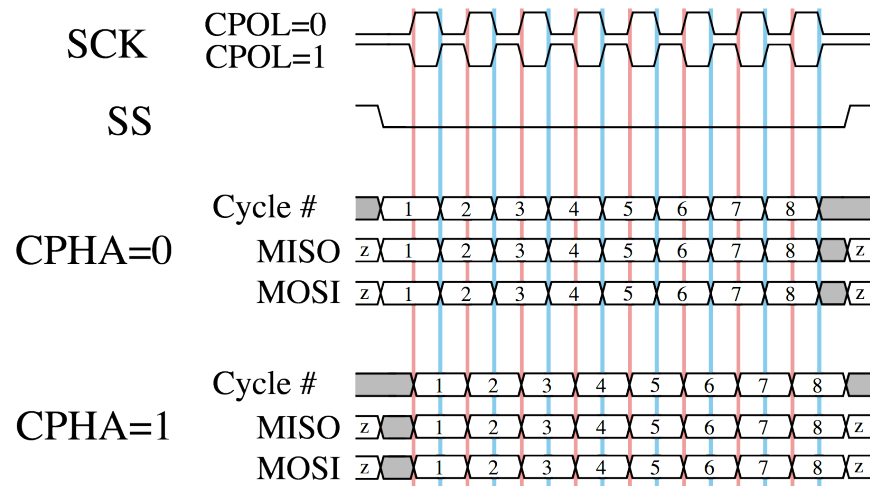 SCK CPOL=0
CPOL=1
SS
Cycle # 1 2 3 4 5 6 7 8
CPHA=0 MISO z 1 2 3 4 5 6 7 8 z
MOSI z 1 2 3 4 5 6 7 8 z
Cycle # 1 2 3 4 5 6 7 8
CPHA=1 MISO z 1 2 3 4 5 6 7 8 z
MOSI z 1 2 3 4 5 6 7 8 z